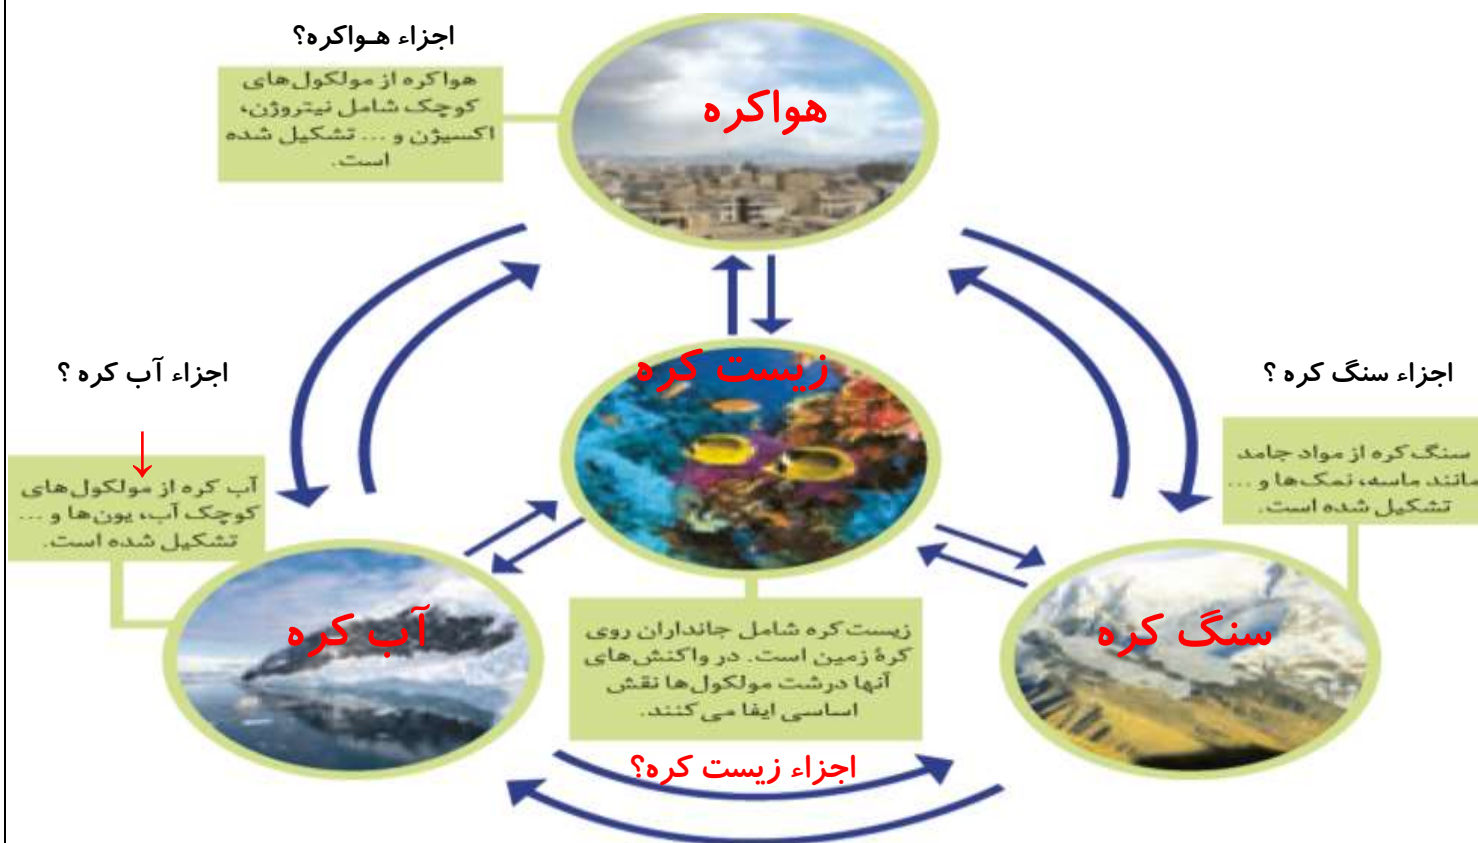 اجزاء هـواکره؟
هواکره از مولکول‌های
کوچک شامل نیتروژن،
اکسیژن و ... تشکیل شده
است.
هواکره
زیست کره
اجزاء آب کره ؟
آب کره از مولکول‌های
کوچک آب، یون‌ها و ...
تشکیل شده است.
آب کره
اجزاء سنگ کره ؟
سنگ کره از مواد جامد
مانند ماسه، نمک‌ها و ...
تشکیل شده است.
سنگ کره
زیست کره شامل جانداران روی
کرهٔ زمین است. در واکنش‌های
آنها درشت مولکول‌ها نقش
اساسی ایفا می‌کنند.
اجزاء زیست کره؟